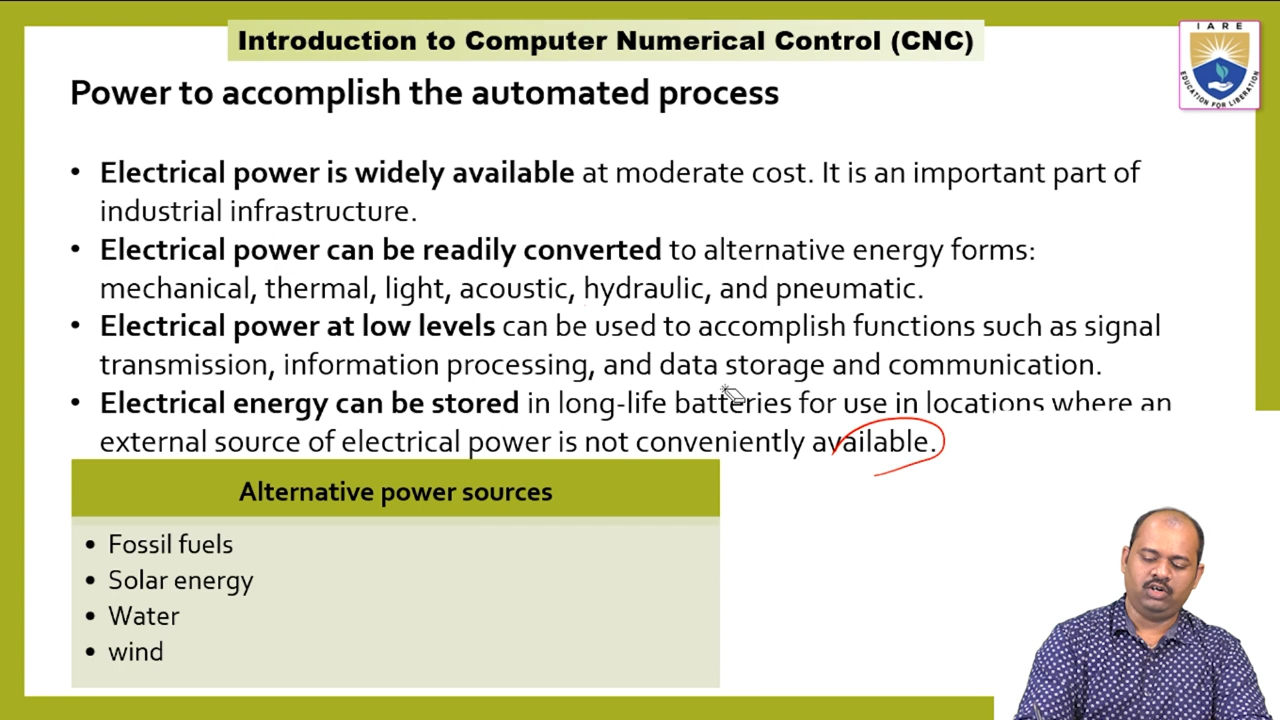 Introduction to Computer Numerical Control (CNC)
IARE
EDUCATION FOR LIBERATION
Power to accomplish the automated process
• Electrical power is widely available at moderate cost. It is an important part of
industrial infrastructure.
• Electrical power can be readily converted to alternative energy forms:
mechanical, thermal, light, acoustic, hydraulic, and pneumatic.
• Electrical power at low levels can be used to accomplish functions such as signal
transmission, information processing, and data storage and communication.
• Electrical energy can be stored in long-life batteries for use in locations where an
external source of electrical power is not conveniently available.
Alternative power sources
• Fossil fuels
• Solar energy
• Water
• wind